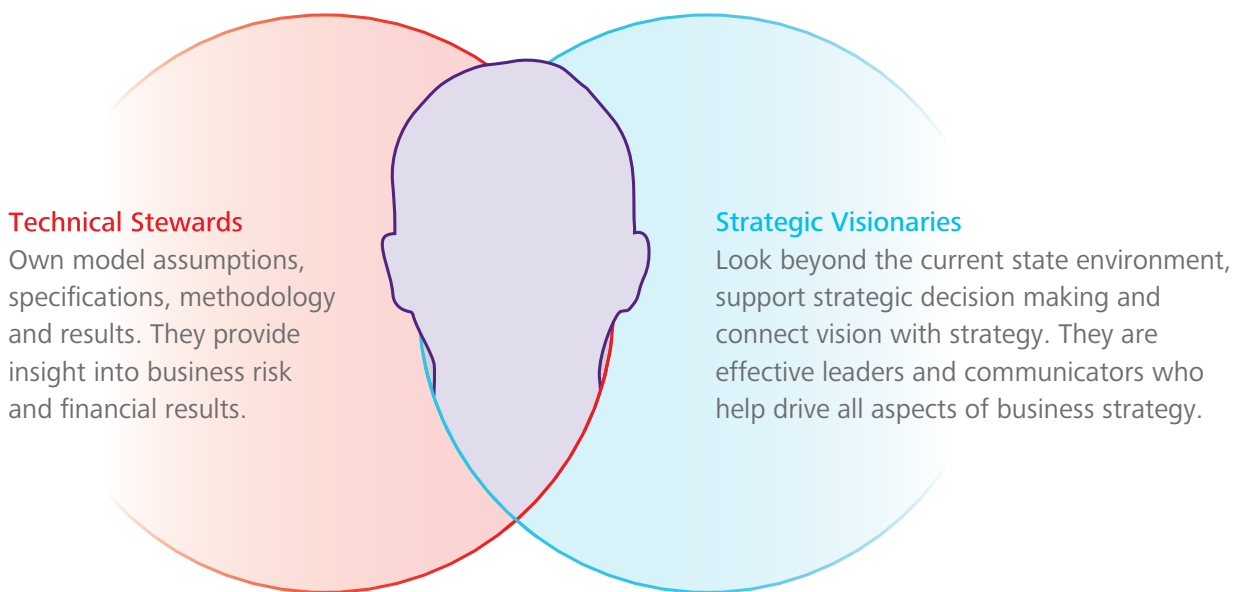 Technical Stewards
Own model assumptions,
specifications, methodology
and results. They provide
insight into business risk
and financial results.
Strategic Visionaries
Look beyond the current state environment,
support strategic decision making and
connect vision with strategy. They are
effective leaders and communicators who
help drive all aspects of business strategy.